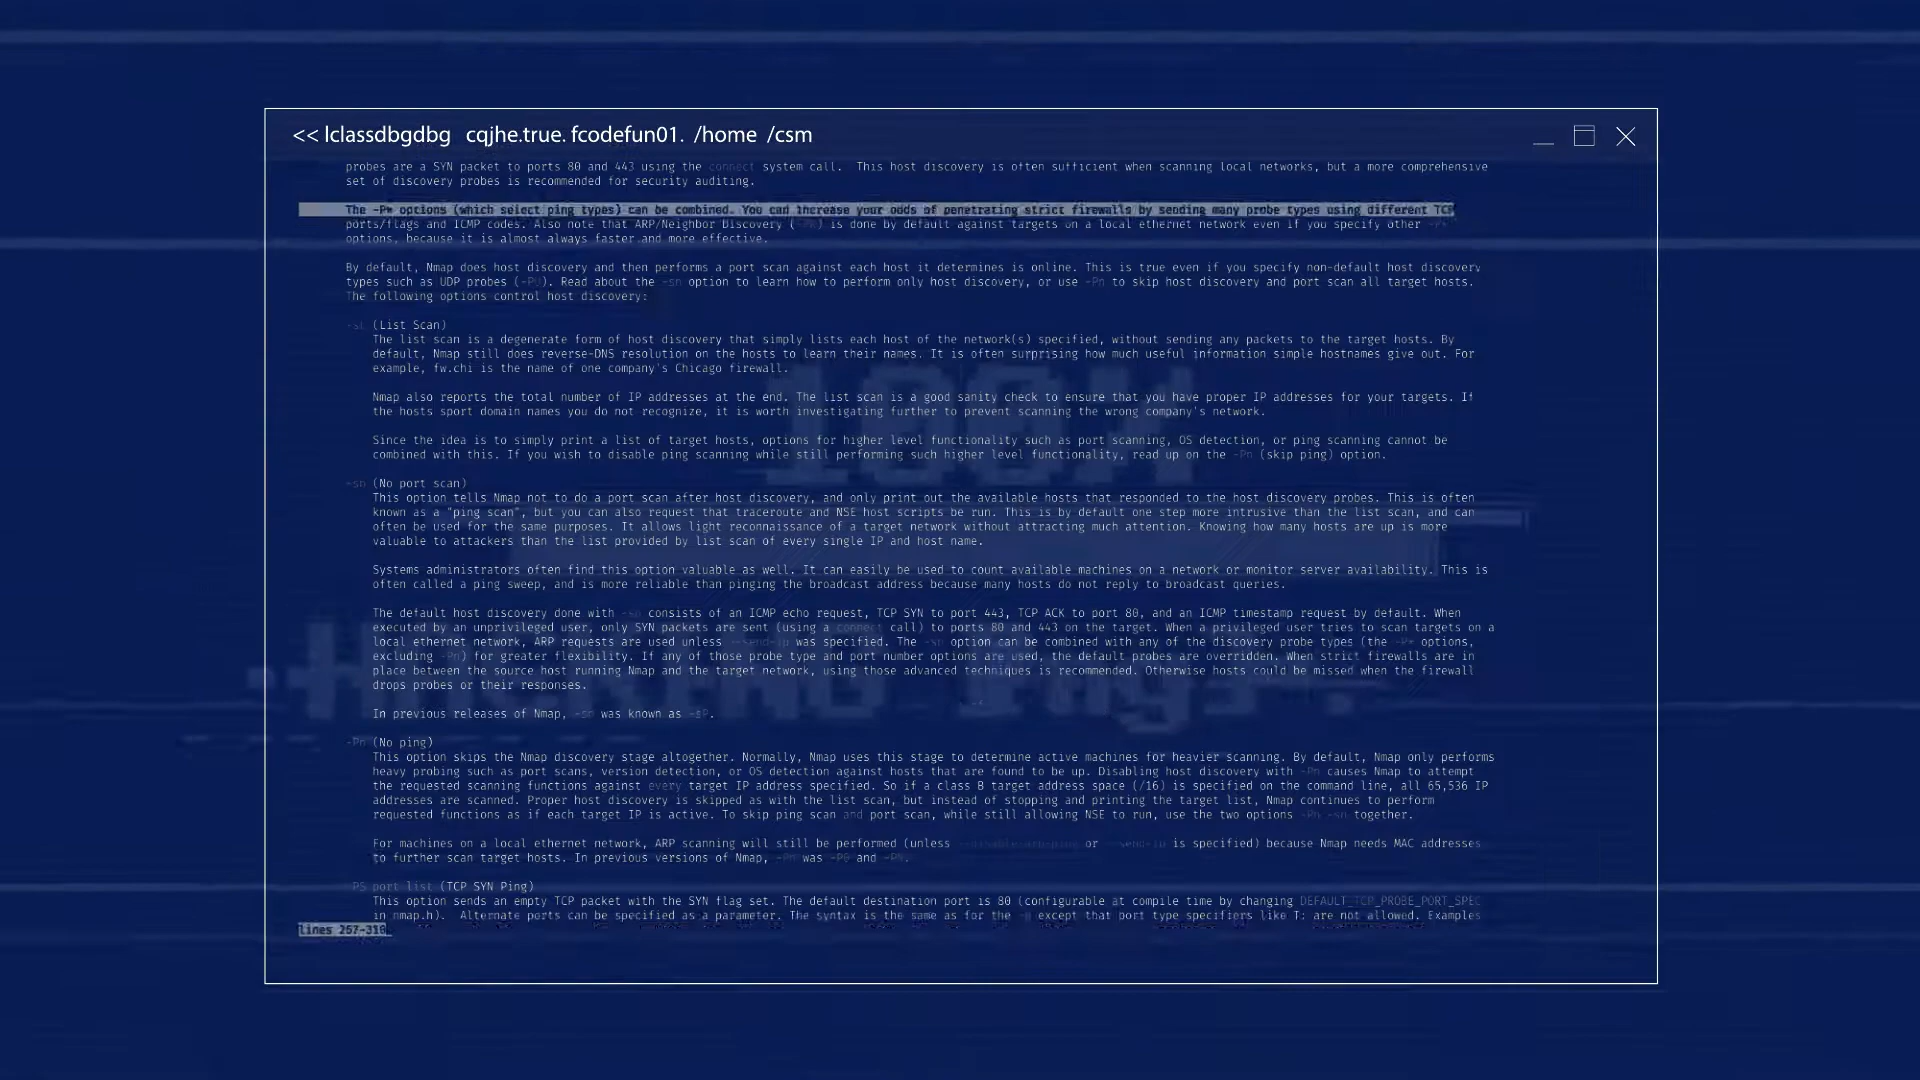 << lclassdbgdbg cqjhe.true. fcodefun01. /home /csm
probes are a SYN packet to ports 80 and 443 using the connect system call. This host discovery is often sufficient when scanning local networks, but a more comprehensive
set of discovery probes is recommended for security auditing.
The -P* options (which select ping types) can be combined. You can increase your odds of penetrating strict firewalls by sending many probe types using different TCP
ports/flags and ICMP codes. Also note that ARP/Neighbor Discovery ( ) is done by default against targets on a local ethernet network even if you specify other -P*
options, because it is almost always faster and more effective.
By default, Nmap does host discovery and then performs a port scan against each host it determines is online. This is true even if you specify non-default host discovery
types such as UDP probes (-PU). Read about the -sn option to learn how to perform only host discovery, or use -Pn to skip host discovery and port scan all target hosts.
The following options control host discovery:
-sL (List Scan)
The list scan is a degenerate form of host discovery that simply lists each host of the network(s) specified, without sending any packets to the target hosts. By
default, Nmap still does reverse-DNS resolution on the hosts to learn their names. It is often surprising how much useful information simple hostnames give out. For
example, fw.chi is the name of one company's Chicago firewall.
Nmap also reports the total number of IP addresses at the end. The list scan is a good sanity check to ensure that you have proper IP addresses for your targets. If
the hosts sport domain names you do not recognize, it is worth investigating further to prevent scanning the wrong company's network.
Since the idea is to simply print a list of target hosts, options for higher level functionality such as port scanning, OS detection, or ping scanning cannot be
combined with this. If you wish to disable ping scanning while still performing such higher level functionality, read up on the -Pn (skip ping) option.
100%
-sn (No port scan)
This option tells Nmap not to do a port scan after host discovery, and only print out the available hosts that responded to the host discovery probes. This is often
known as a "ping scan", but you can also request that traceroute and NSE host scripts be run. This is by default one step more intrusive than the list scan, and can
often be used for the same purposes. It allows light reconnaissance of a target network without attracting much attention. Knowing how many hosts are up is more
valuable to attackers than the list provided by list scan of every single IP and host name.
Systems administrators often find this option valuable as well. It can easily be used to count available machines on a network or monitor server availability. This is
often called a ping sweep, and is more reliable than pinging the broadcast address because many hosts do not reply to broadcast queries.
The default host discovery done with -sn consists of an ICMP echo request, TCP SYN to port 443, TCP ACK to port 80, and an ICMP timestamp request by default. When
executed by an unprivileged user, only SYN packets are sent (using a connect call) to ports 80 and 443 on the target. When a privileged user tries to scan targets on a
local ethernet network, ARP requests are used unless --send-ip was specified. The -sn option can be combined with any of the discovery probe types (the -P* options,
excluding -Pn) for greater flexibility. If any of those probe type and port number options are used, the default probes are overridden. When strict firewalls are in
place between the source host running Nmap and the target network, using those advanced techniques is recommended. Otherwise hosts could be missed when the firewall
drops probes or their responses.
In previous releases of Nmap, -sn was known as -sP.
-Pn (No ping)
This option skips the Nmap discovery stage altogether. Normally, Nmap uses this stage to determine active machines for heavier scanning. By default, Nmap only performs
heavy probing such as port scans, version detection, or OS detection against hosts that are found to be up. Disabling host discovery with -Pn causes Nmap to attempt
the requested scanning functions against every target IP address specified. So if a class B target address space (/16) is specified on the command line, all 65,536 IP
addresses are scanned. Proper host discovery is skipped as with the list scan, but instead of stopping and printing the target list, Nmap continues to perform
requested functions as if each target IP is active. To skip ping scan and port scan, while still allowing NSE to run, use the two options -Pn -sn together.
For machines on a local ethernet network, ARP scanning will still be performed (unless --disable-arp-ping or --send-ip is specified) because Nmap needs MAC addresses
to further scan target hosts. In previous versions of Nmap, -Pn was -P0 and -PN.
PS port list (TCP SYN Ping)
This option sends an empty TCP packet with the SYN flag set. The default destination port is 80 (configurable at compile time by changing DEFAULT_TCP_PROBE_PORT_SPEC
in nmap.h). Alternate ports can be specified as a parameter. The syntax is the same as for the -p except that port type specifiers like T: are not allowed. Examples
lines 267-310